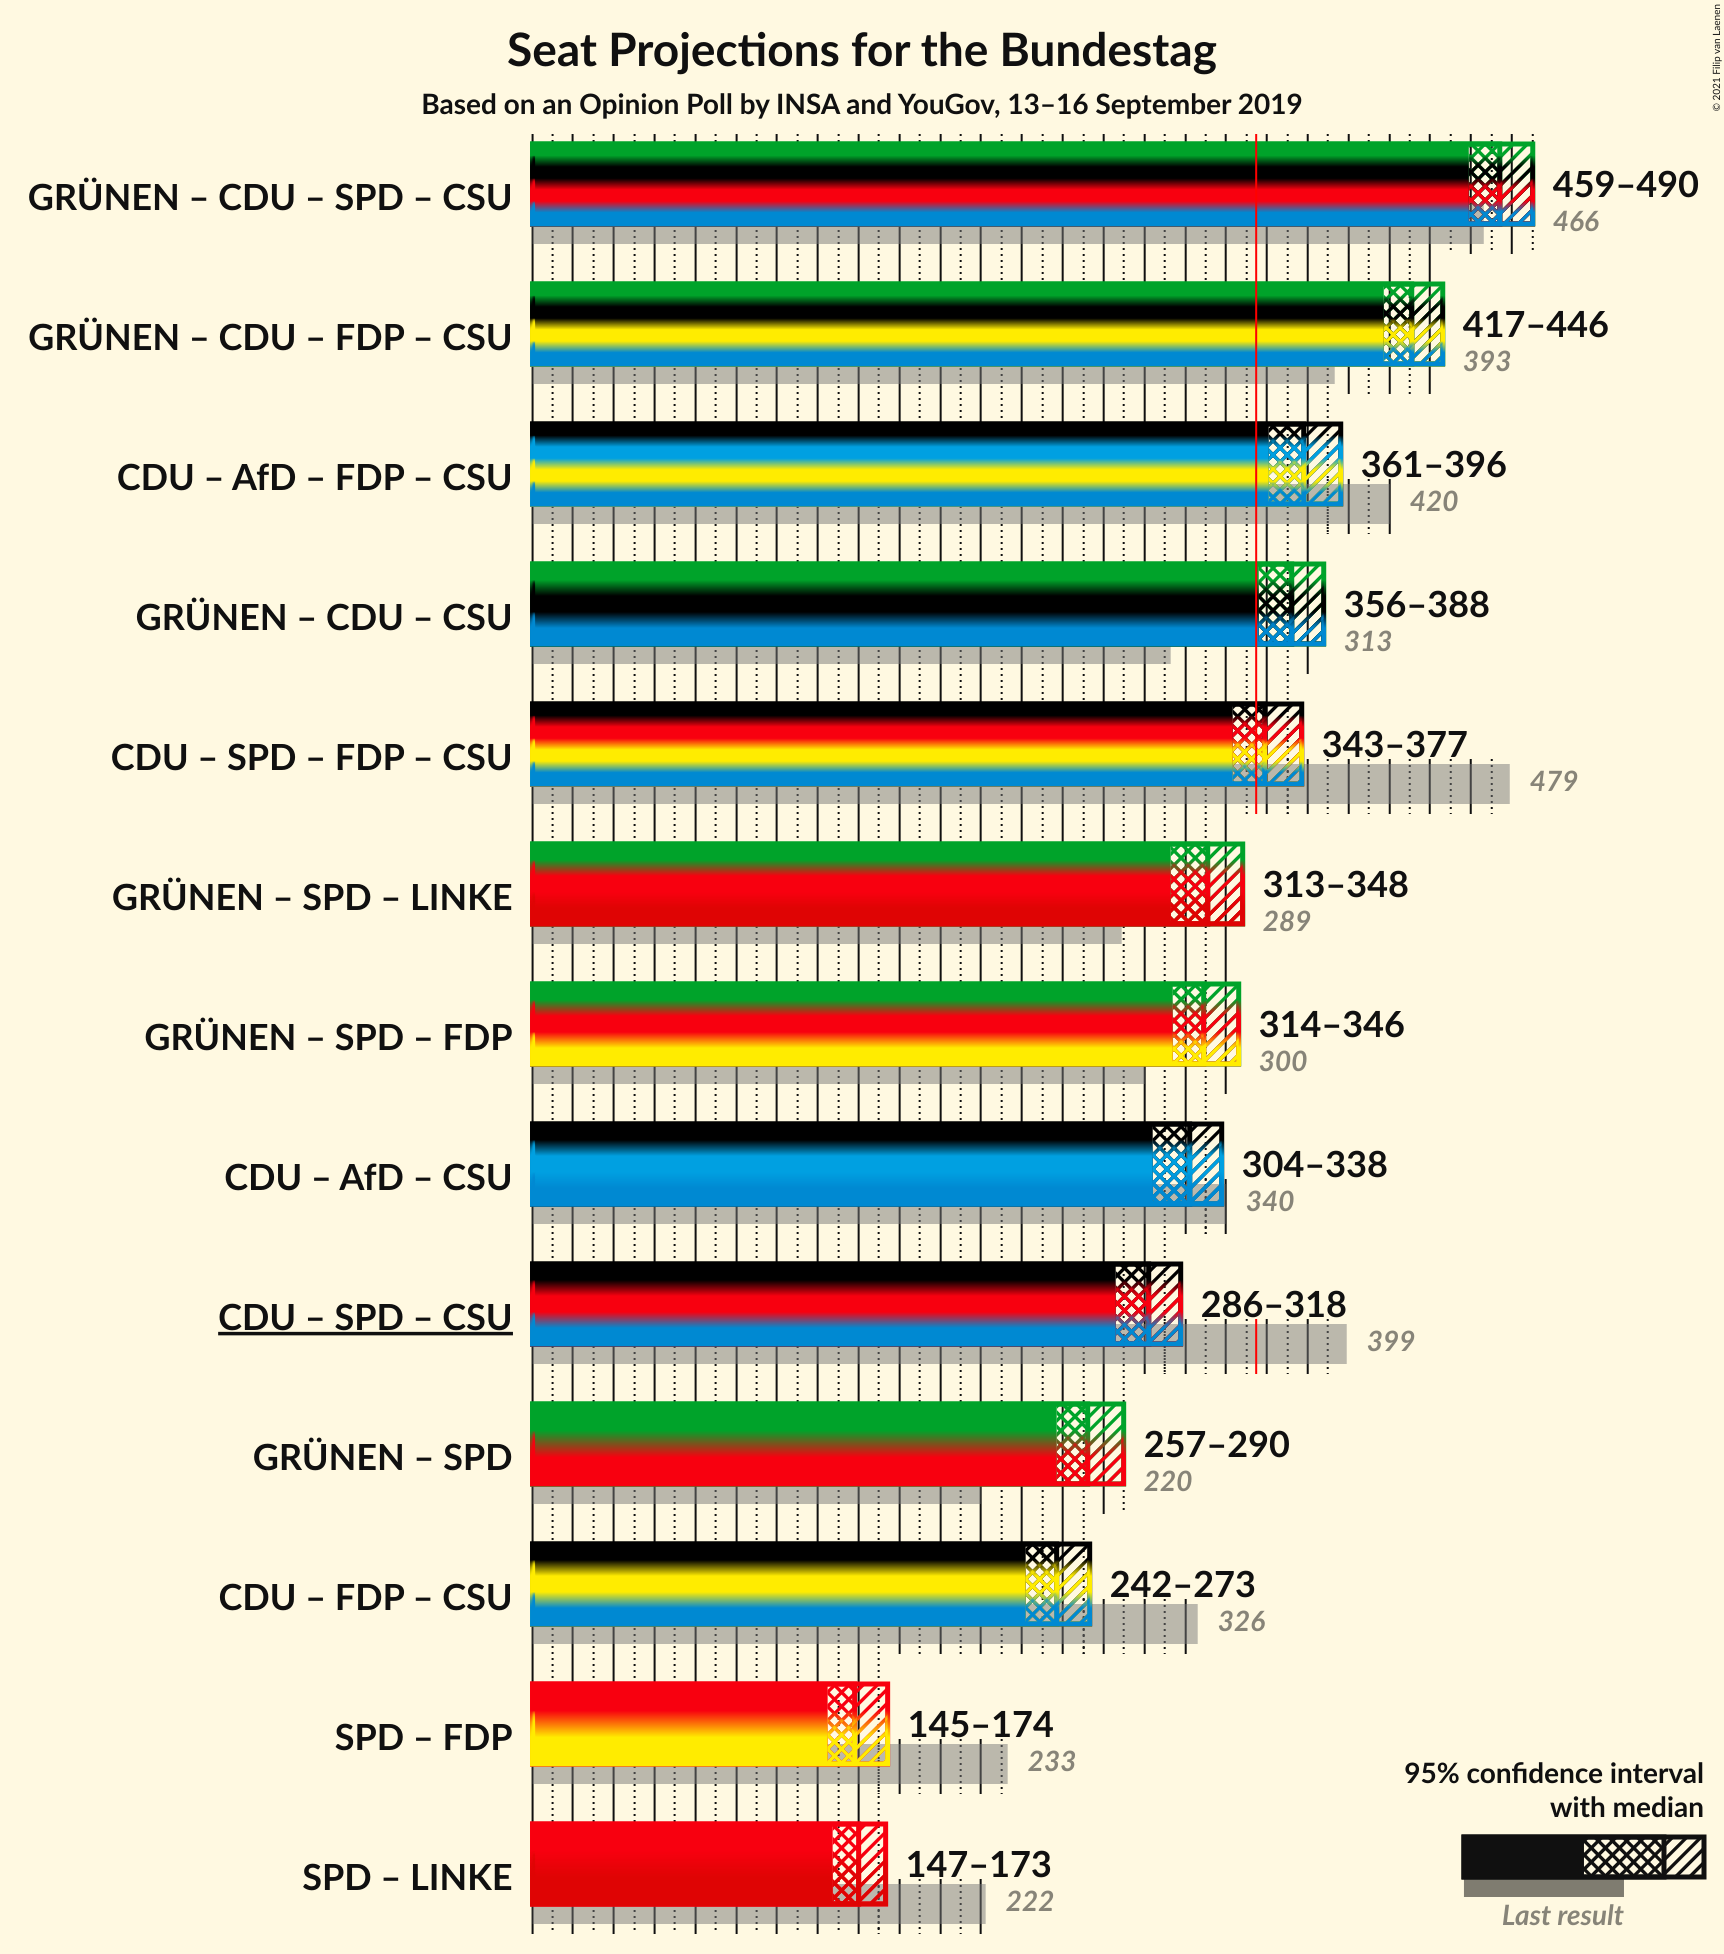 Seat Projections for the Bundestag
Based on an Opinion Poll by INSA and YouGov, 13–16 September 2019
© 2021 Filip van Laenen
GRÜNEN – CDU – SPD – CSU
459–490
466
GRÜNEN – CDU – FDP – CSU
417–446
393
CDU – AfD – FDP – CSU
361–396
420
GRÜNEN – CDU – CSU
356–388
313
CDU – SPD – FDP – CSU
343–377
479
GRÜNEN – SPD – LINKE
313–348
289
GRÜNEN – SPD – FDP
314–346
300
CDU – AfD – CSU
304–338
340
CDU – SPD – CSU
286–318
399
GRÜNEN – SPD
257–290
220
CDU – FDP – CSU
242–273
326
SPD – FDP
145–174
233
SPD – LINKE
147–173
222
95% confidence interval
with median
Last result